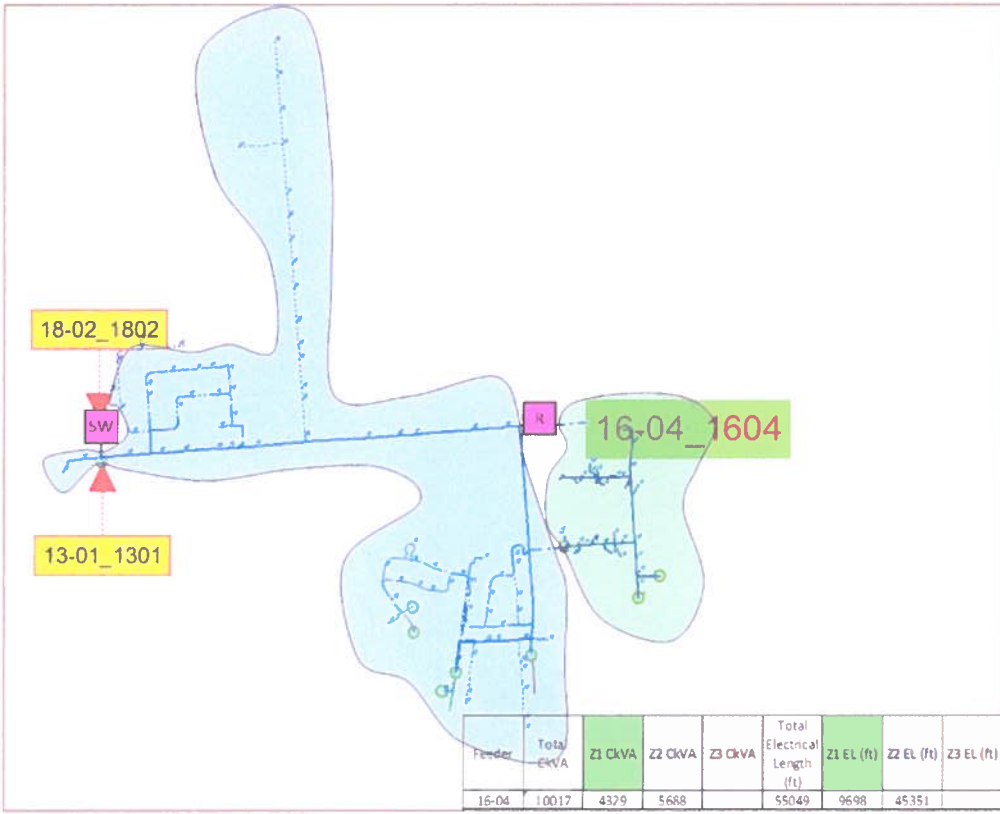 18-02_1802
SW
R
16-04_1604
13-01_1301
Feeder
Total CkVA
Z1 CkVA
Z2 CkVA
Z3 CkVA
Total Electrical Length (ft)
Z1 EL (ft)
Z2 EL (ft)
Z3 EL (ft)
16-04 10017 4329 5688 55049 9698 45351